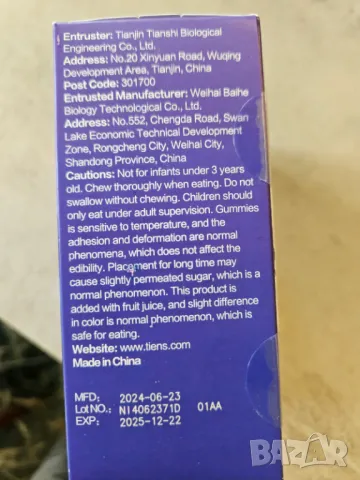 Entruster: Tianjin Tianshi Biological
Engineering Co., Ltd.
Address: No.20 Xinyuan Road, Wuqing
Development Area, Tianjin, China
Post Code: 301700
Entrusted Manufacturer: Weihai Baihe
Biology Technological Co., Ltd.
Address: No.552, Chengda Road, Swan
Lake Economic Technical Development
Zone, Rongcheng City, Weihai City,
Shandong Province, China
Cautions: Not for infants under 3 years
old. Chew thoroughly when eating. Do not
swallow without chewing. Children should
only eat under adult supervision. Gummies
is sensitive to temperature, and the
adhesion and deformation are normal
phenomena, which does not affect the
edibility. Placement for long time may
cause slightly permeated sugar, which is a
normal phenomenon. This product is
added with fruit juice, and slight difference
in color is normal phenomenon, which is
safe for eating.
Website: www.tiens.com
Made in China
MFD: 2024-06-23
Lot NO.: NI4062371D 01AA
EXP: 2025-12-22
bazar.bg